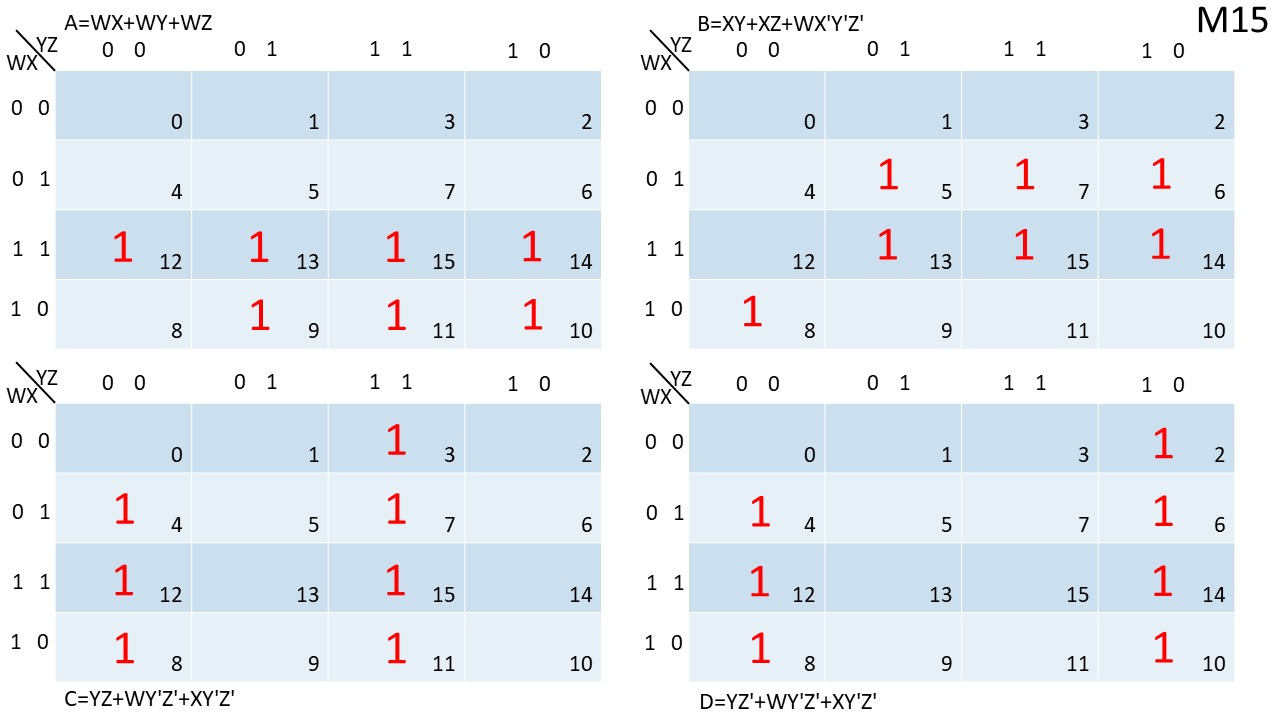 A=WX+WY+WZ
B=XY+XZ+WX'Y'Z'
M15
YZ 0 0 0 1 1 1 1 0
WX
0 0 0 1 3 2
0 1 4 5 7 6
1 1 1 12 1 13 1 15 1 14
1 0 8 1 9 1 11 1 10
YZ 0 0 0 1 1 1 1 0
WX
0 0 0 1 3 2
0 1 4 1 5 1 7 1 6
1 1 12 1 13 1 15 1 14
1 0 1 8 9 11 10
YZ 0 0 0 1 1 1 1 0
WX
0 0 0 1 1 3 2
0 1 1 4 5 1 7 6
1 1 1 12 13 1 15 14
1 0 1 8 9 1 11 10
C=YZ+WY'Z'+XY'Z'
YZ 0 0 0 1 1 1 1 0
WX
0 0 0 1 3 1 2
0 1 1 4 5 7 1 6
1 1 1 12 13 15 1 14
1 0 1 8 9 11 1 10
D=YZ'+WY'Z'+XY'Z'